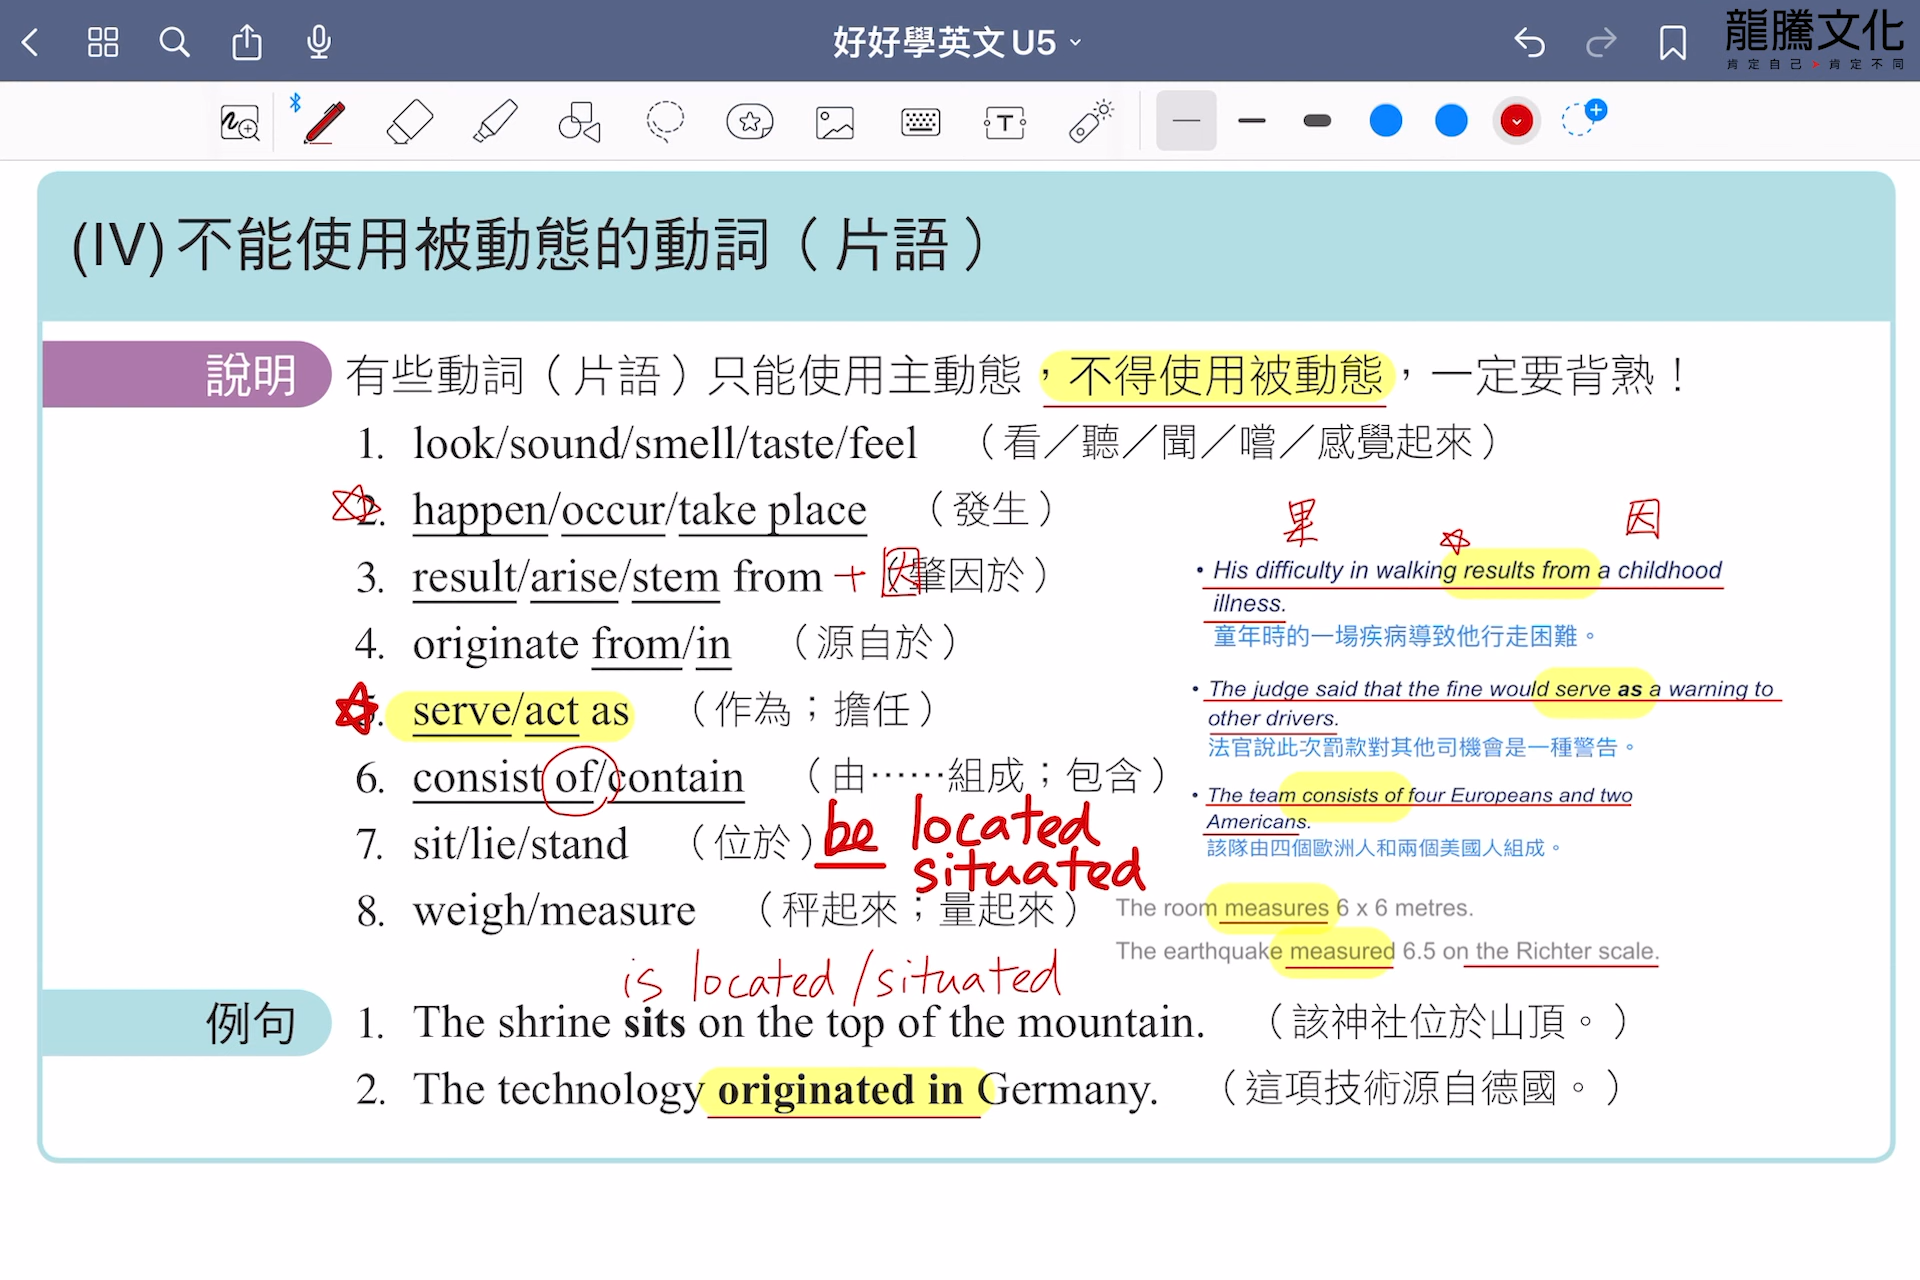 好好學英文 U5
龍騰文化
肯定自己 肯定不同
(IV) 不能使用被動態的動詞（片語）
說明
有些動詞（片語）只能使用主動態，不得使用被動態，一定要背熟！
1. look/sound/smell/taste/feel （看／聽／聞／嚐／感覺起來）
2. happen/occur/take place （發生）
3. result/arise/stem from + 因 （肇因於）
4. originate from/in （源自於）
5. serve/act as （作為；擔任）
6. consist of/contain （由……組成；包含）
7. sit/lie/stand （位於） be located
situated
8. weigh/measure （秤起來；量起來）
果 因
• His difficulty in walking results from a childhood
illness.
童年時的一場疾病導致他行走困難。
• The judge said that the fine would serve as a warning to
other drivers.
法官說此次罰款對其他司機會是一種警告。
• The team consists of four Europeans and two
Americans.
該隊由四個歐洲人和兩個美國人組成。
The room measures 6 x 6 metres.
The earthquake measured 6.5 on the Richter scale.
is located / situated
例句
1. The shrine sits on the top of the mountain. （該神社位於山頂。）
2. The technology originated in Germany. （這項技術源自德國。）